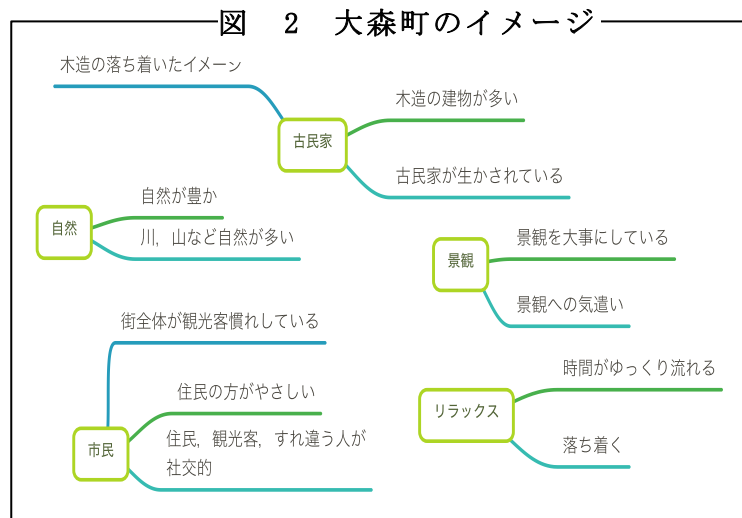 図 2 大森町のイメージ
木造の落ち着いたイメーン
古民家
木造の建物が多い
古民家が生かされている
自然
自然が豊か
川，山など自然が多い
景観
景観を大事にしている
景観への気遣い
街全体が観光客慣れしている
市民
住民の方がやさしい
住民，観光客，すれ違う人が
社交的
リラックス
時間がゆっくり流れる
落ち着く